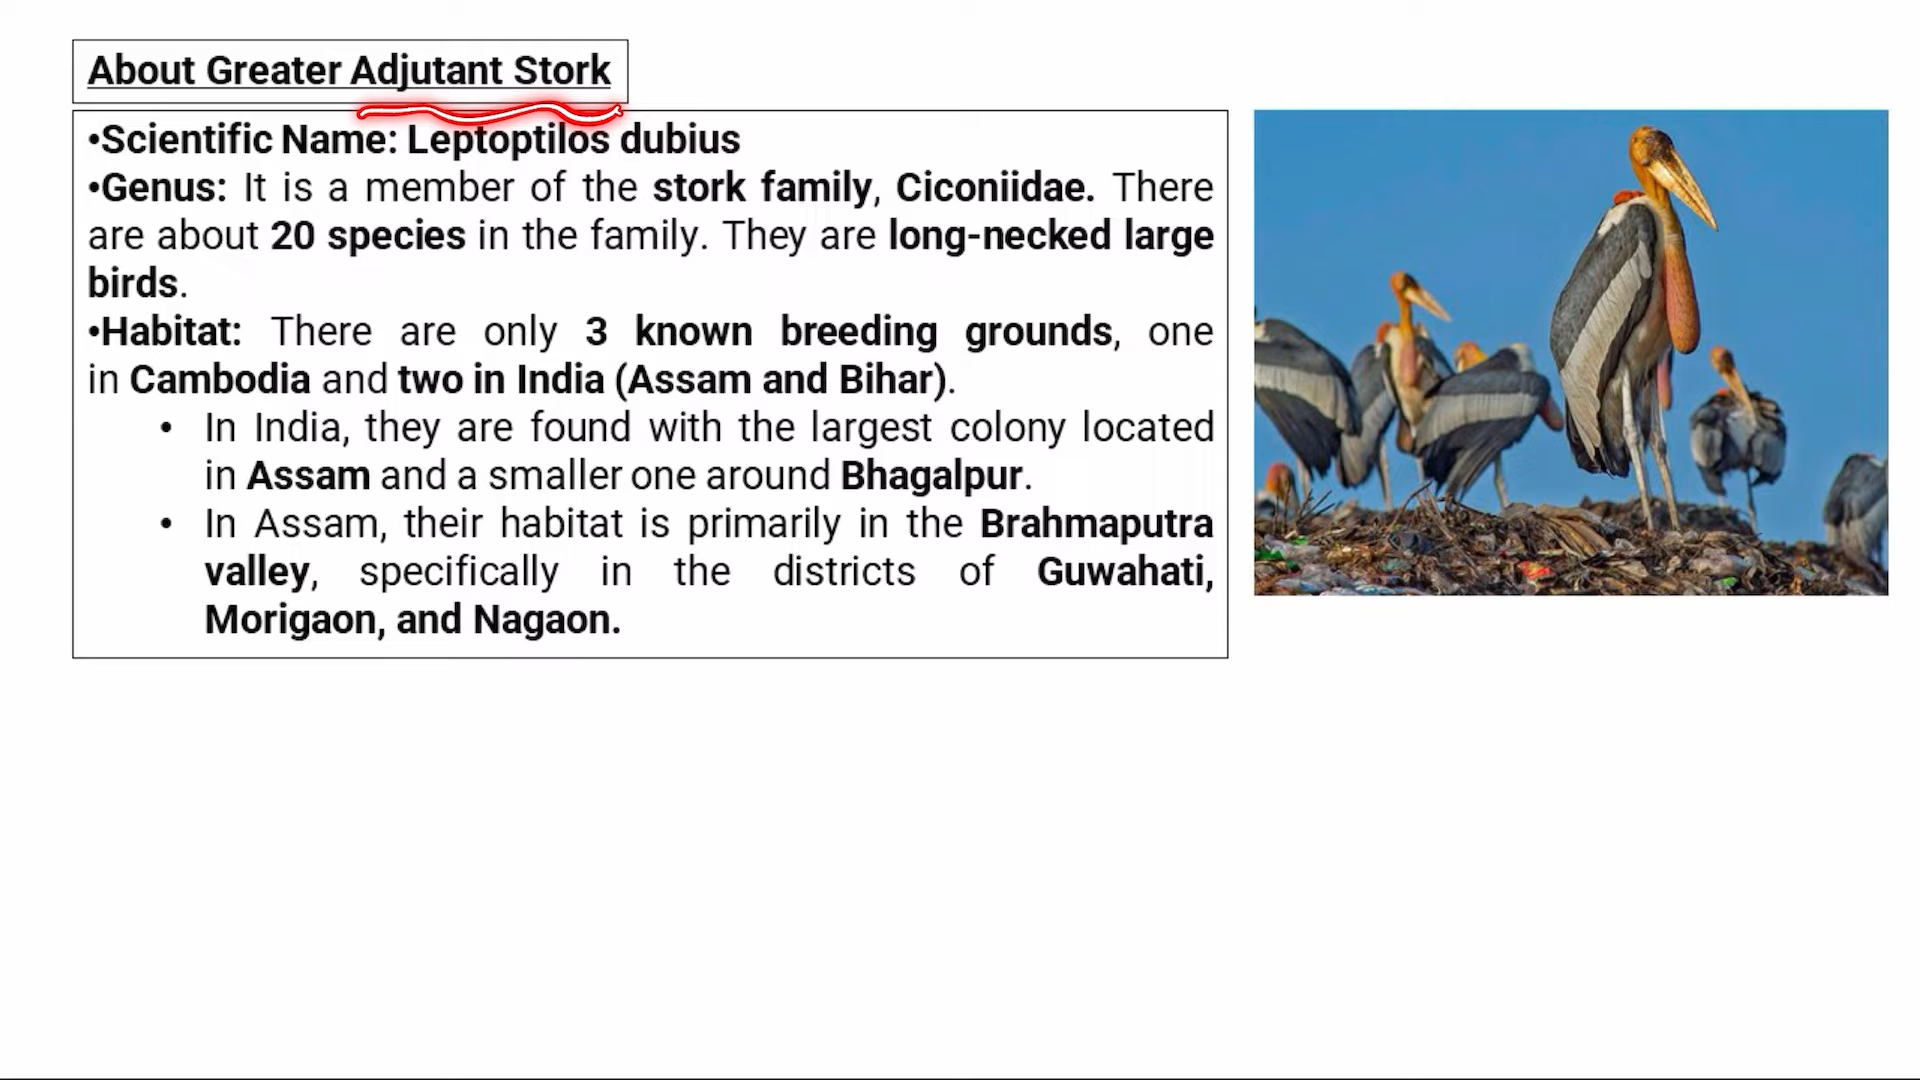 About Greater Adjutant Stork
•Scientific Name: Leptoptilos dubius
•Genus: It is a member of the stork family, Ciconiidae. There
are about 20 species in the family. They are long-necked large
birds.
•Habitat: There are only 3 known breeding grounds, one
in Cambodia and two in India (Assam and Bihar).
• In India, they are found with the largest colony located
in Assam and a smaller one around Bhagalpur.
• In Assam, their habitat is primarily in the Brahmaputra
valley, specifically in the districts of Guwahati,
Morigaon, and Nagaon.